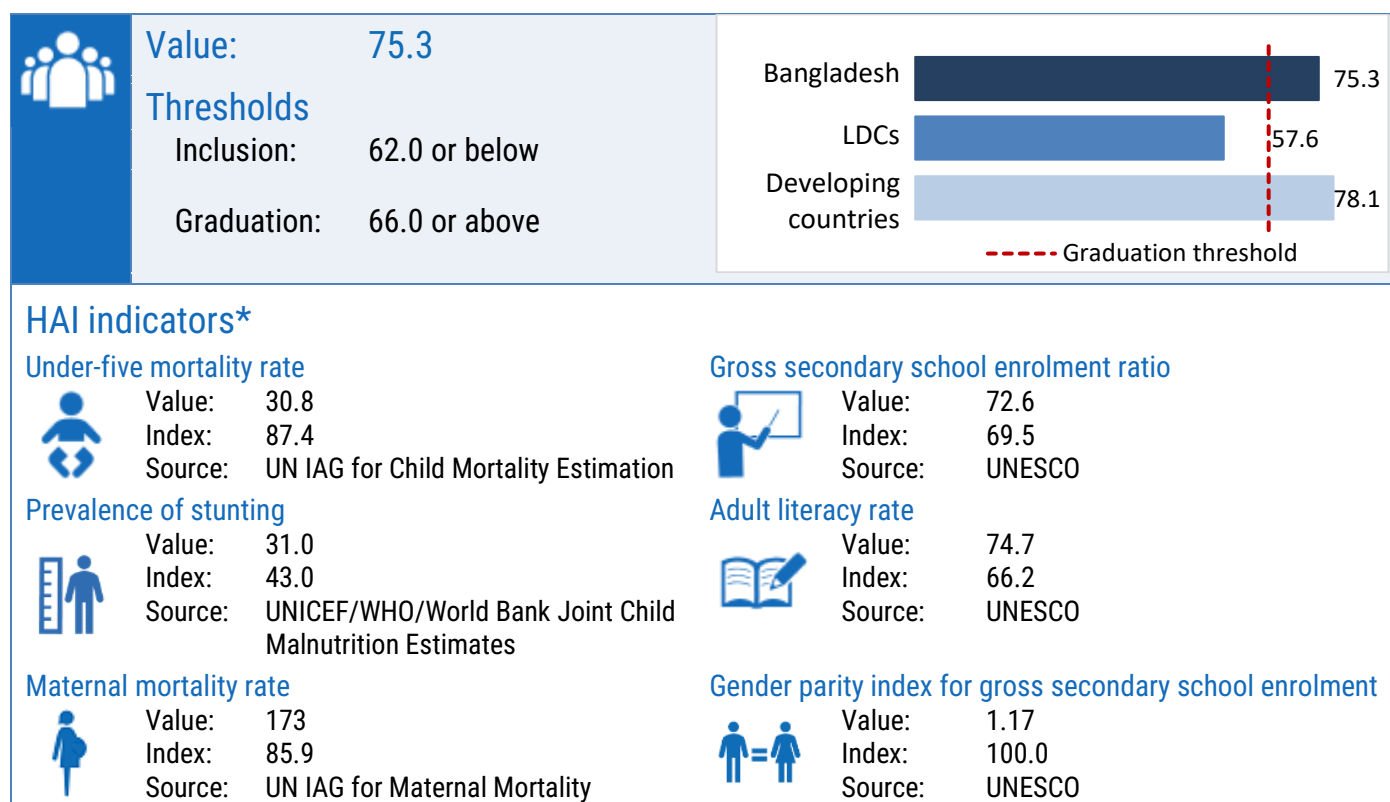 Value: 75.3
Thresholds
Inclusion: 62.0 or below
Graduation: 66.0 or above
Bangladesh 75.3
LDCs 57.6
Developing
countries 78.1
Graduation threshold
HAI indicators*
Under-five mortality rate
Value: 30.8
Index: 87.4
Source: UN IAG for Child Mortality Estimation
Prevalence of stunting
Value: 31.0
Index: 43.0
Source: UNICEF/WHO/World Bank Joint Child
Malnutrition Estimates
Maternal mortality rate
Value: 173
Index: 85.9
Source: UN IAG for Maternal Mortality
Gross secondary school enrolment ratio
Value: 72.6
Index: 69.5
Source: UNESCO
Adult literacy rate
Value: 74.7
Index: 66.2
Source: UNESCO
Gender parity index for gross secondary school enrolment
Value: 1.17
Index: 100.0
Source: UNESCO